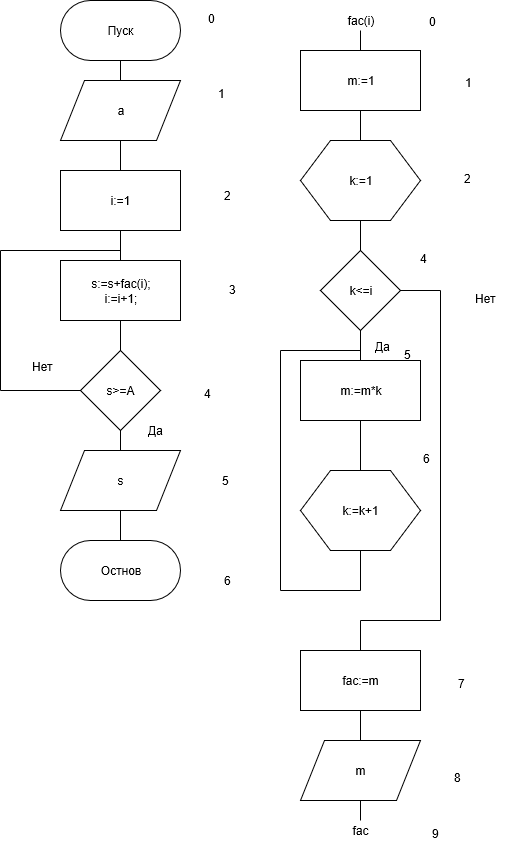 Пуск
0
a
1
i:=1
2
s:=s+fac(i);
i:=i+1;
3
Нет
s>=A
4
Да
s
5
Остнов
6
fac(i)
0
m:=1
1
k:=1
2
4
k<=i
Нет
Да
5
m:=m*k
6
k:=k+1
fac:=m
7
m
8
fac
9